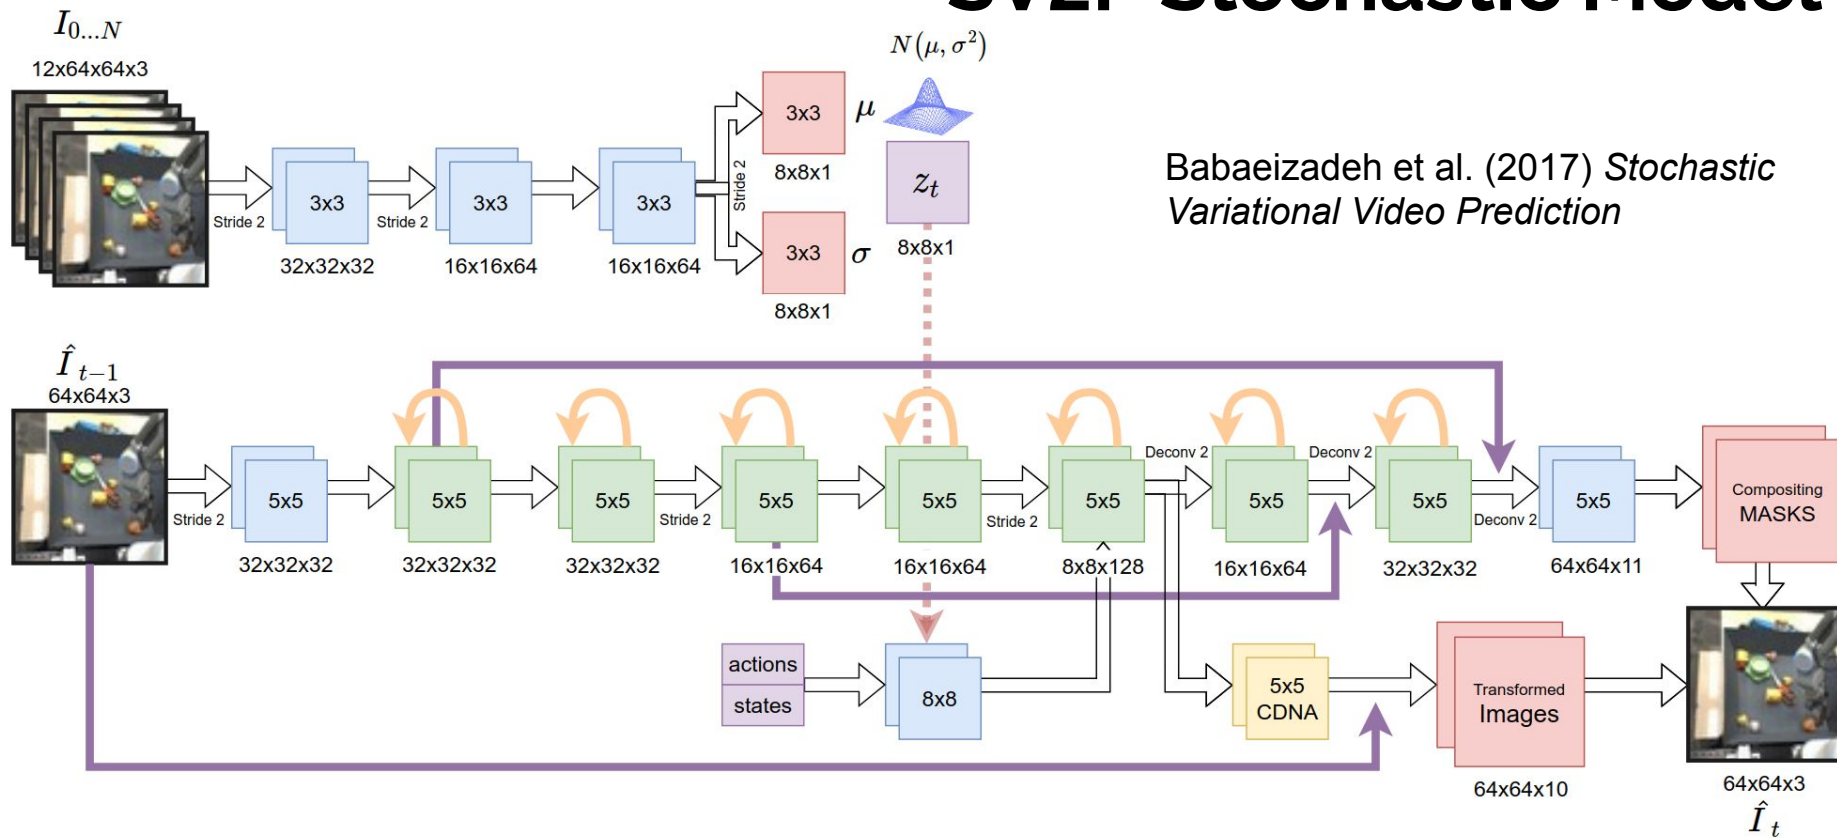 SV2P Stochastic Model
I₀...N
12x64x64x3
N(μ, σ²)
3x3
μ
8x8x1
Stride 2
3x3
σ
8x8x1
z_t
8x8x1
Stride 2
3x3
32x32x32
Stride 2
3x3
16x16x64
3x3
16x16x64
Babaeizadeh et al. (2017) Stochastic
Variational Video Prediction
Î t−1
64x64x3
Stride 2
5x5
32x32x32
5x5
32x32x32
5x5
32x32x32
Stride 2
5x5
16x16x64
5x5
16x16x64
Stride 2
5x5
8x8x128
Deconv 2
5x5
16x16x64
Deconv 2
5x5
32x32x32
Deconv 2
5x5
64x64x11
Compositing
MASKS
actions
states
8x8
5x5
CDNA
Transformed
Images
64x64x10
64x64x3
Î t